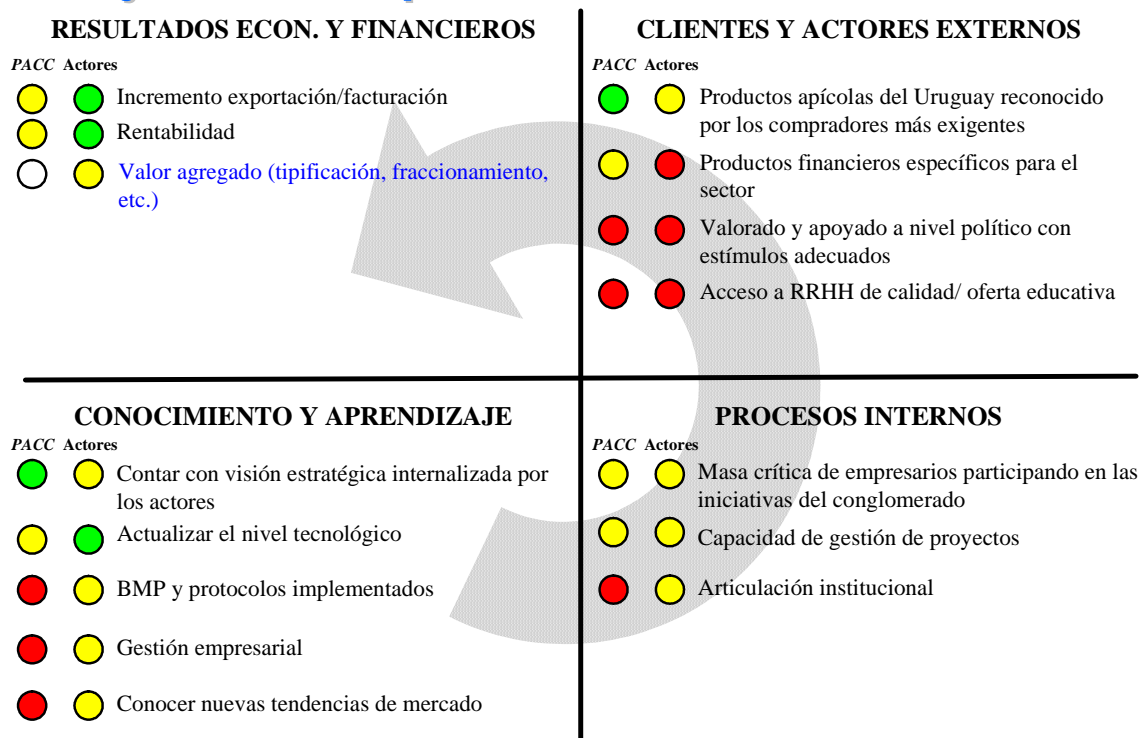 RESULTADOS ECON. Y FINANCIEROS
PACC Actores
Incremento exportación/facturación
Rentabilidad
Valor agregado (tipificación, fraccionamiento,
etc.)
CLIENTES Y ACTORES EXTERNOS
PACC Actores
Productos apícolas del Uruguay reconocido
por los compradores más exigentes
Productos financieros específicos para el
sector
Valorado y apoyado a nivel político con
estímulos adecuados
Acceso a RRHH de calidad/ oferta educativa
CONOCIMIENTO Y APRENDIZAJE
PACC Actores
Contar con visión estratégica internalizada por
los actores
Actualizar el nivel tecnológico
BMP y protocolos implementados
Gestión empresarial
Conocer nuevas tendencias de mercado
PROCESOS INTERNOS
PACC Actores
Masa crítica de empresarios participando en las
iniciativas del conglomerado
Capacidad de gestión de proyectos
Articulación institucional